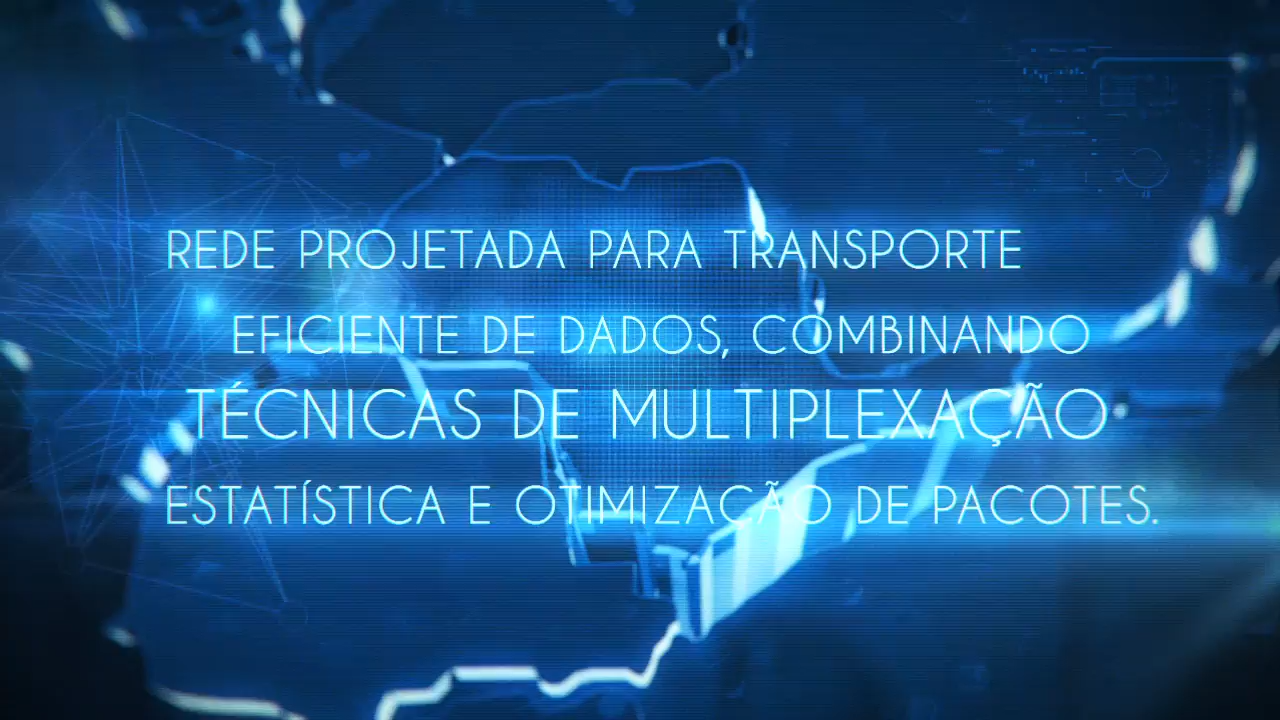 REDE PROJETADA PARA TRANSPORTE
EFICIENTE DE DADOS, COMBINANDO
TÉCNICAS DE MULTIPLEXAÇÃO
ESTATÍSTICA E OTIMIZAÇÃO DE PACOTES.